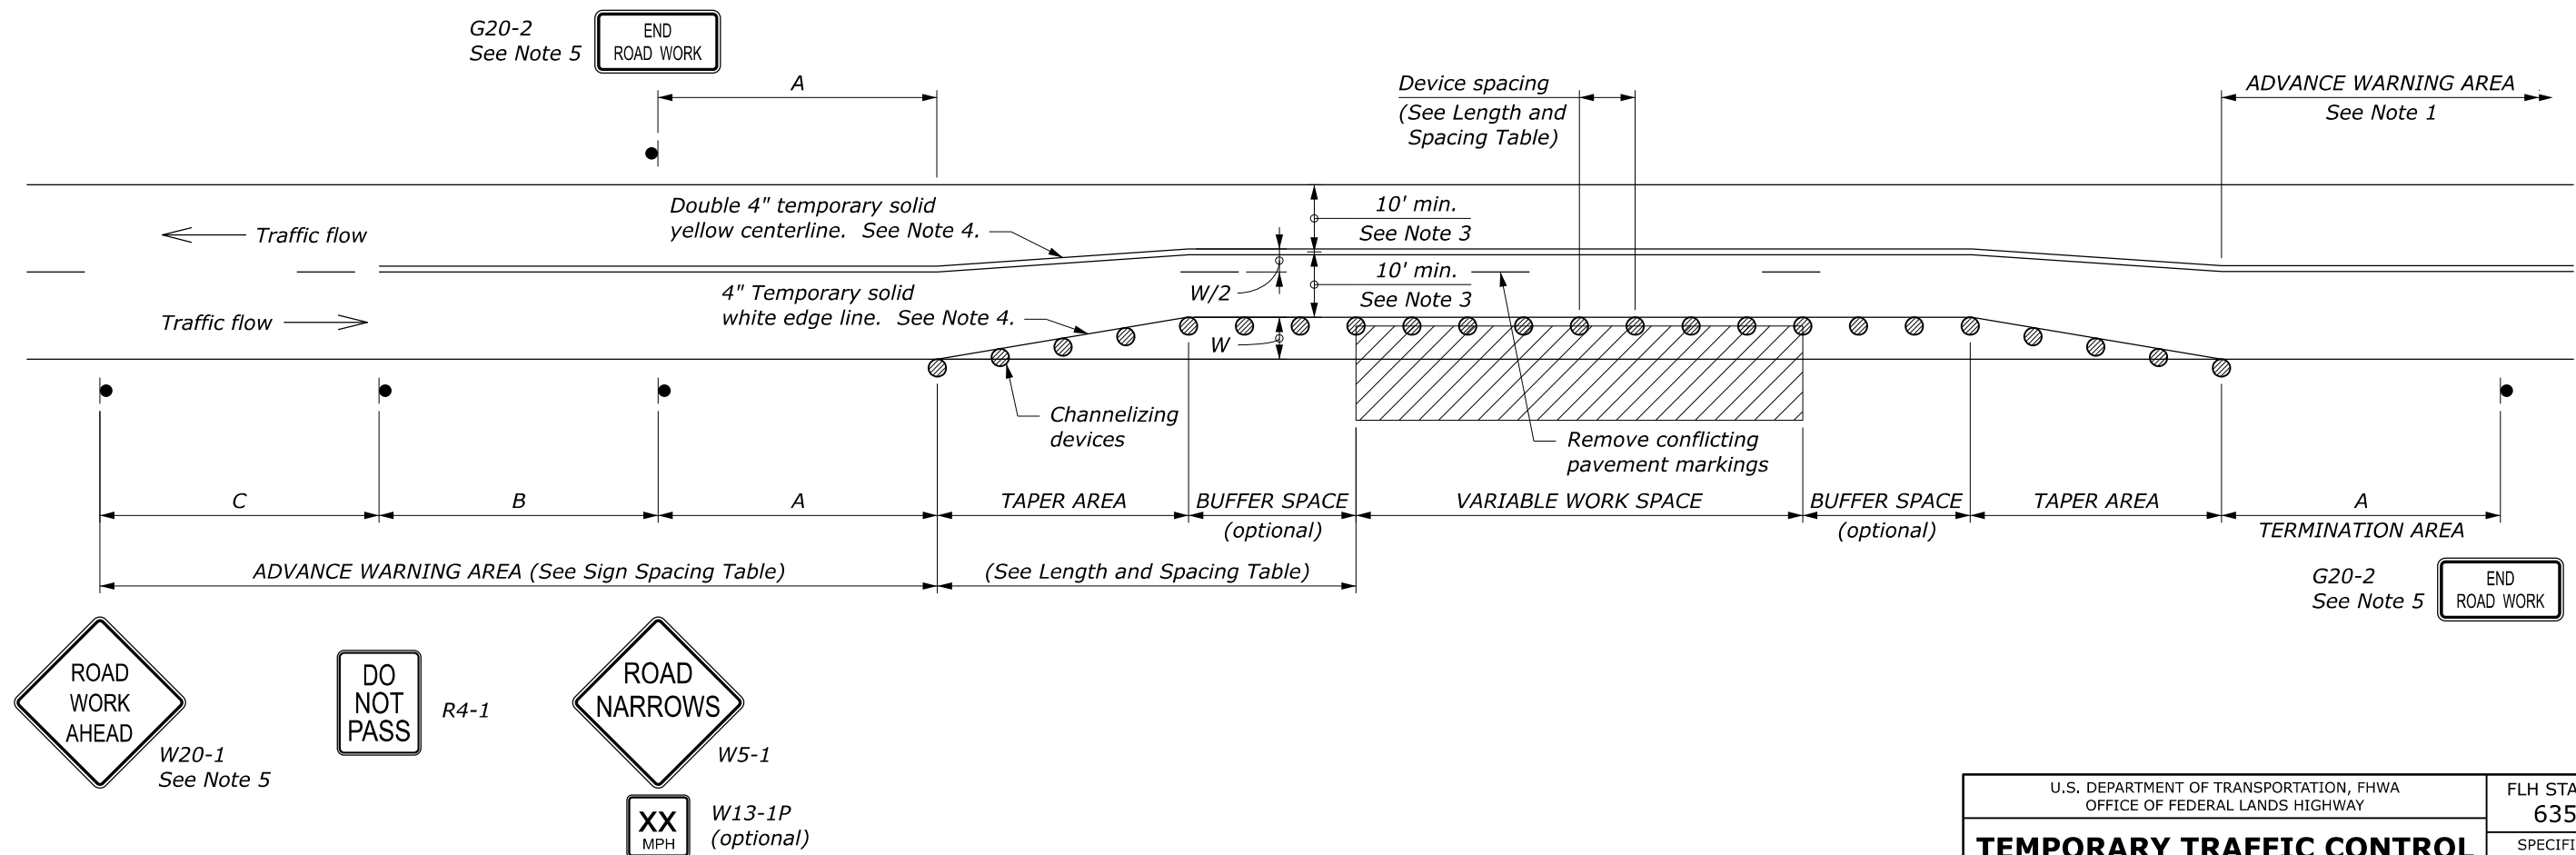 G20-2
See Note 5
END
ROAD WORK
A
Device spacing
(See Length and
Spacing Table)
ADVANCE WARNING AREA
See Note 1
Double 4" temporary solid
yellow centerline. See Note 4.
10' min.
See Note 3
Traffic flow
10' min.
See Note 3
W/2
4" Temporary solid
white edge line. See Note 4.
Traffic flow
W
Channelizing
devices
Remove conflicting
pavement markings
C
B
A
TAPER AREA
BUFFER SPACE
(optional)
VARIABLE WORK SPACE
BUFFER SPACE
(optional)
TAPER AREA
A
TERMINATION AREA
ADVANCE WARNING AREA (See Sign Spacing Table)
(See Length and Spacing Table)
G20-2
See Note 5
END
ROAD WORK
ROAD
WORK
AHEAD
W20-1
See Note 5
DO
NOT
PASS
R4-1
ROAD
NARROWS
W5-1
XX
MPH
W13-1P
(optional)
U.S. DEPARTMENT OF TRANSPORTATION, FHWA
OFFICE OF FEDERAL LANDS HIGHWAY
FLH STA
635
TEMPORARY TRAFFIC CONTROL
SPECIFI